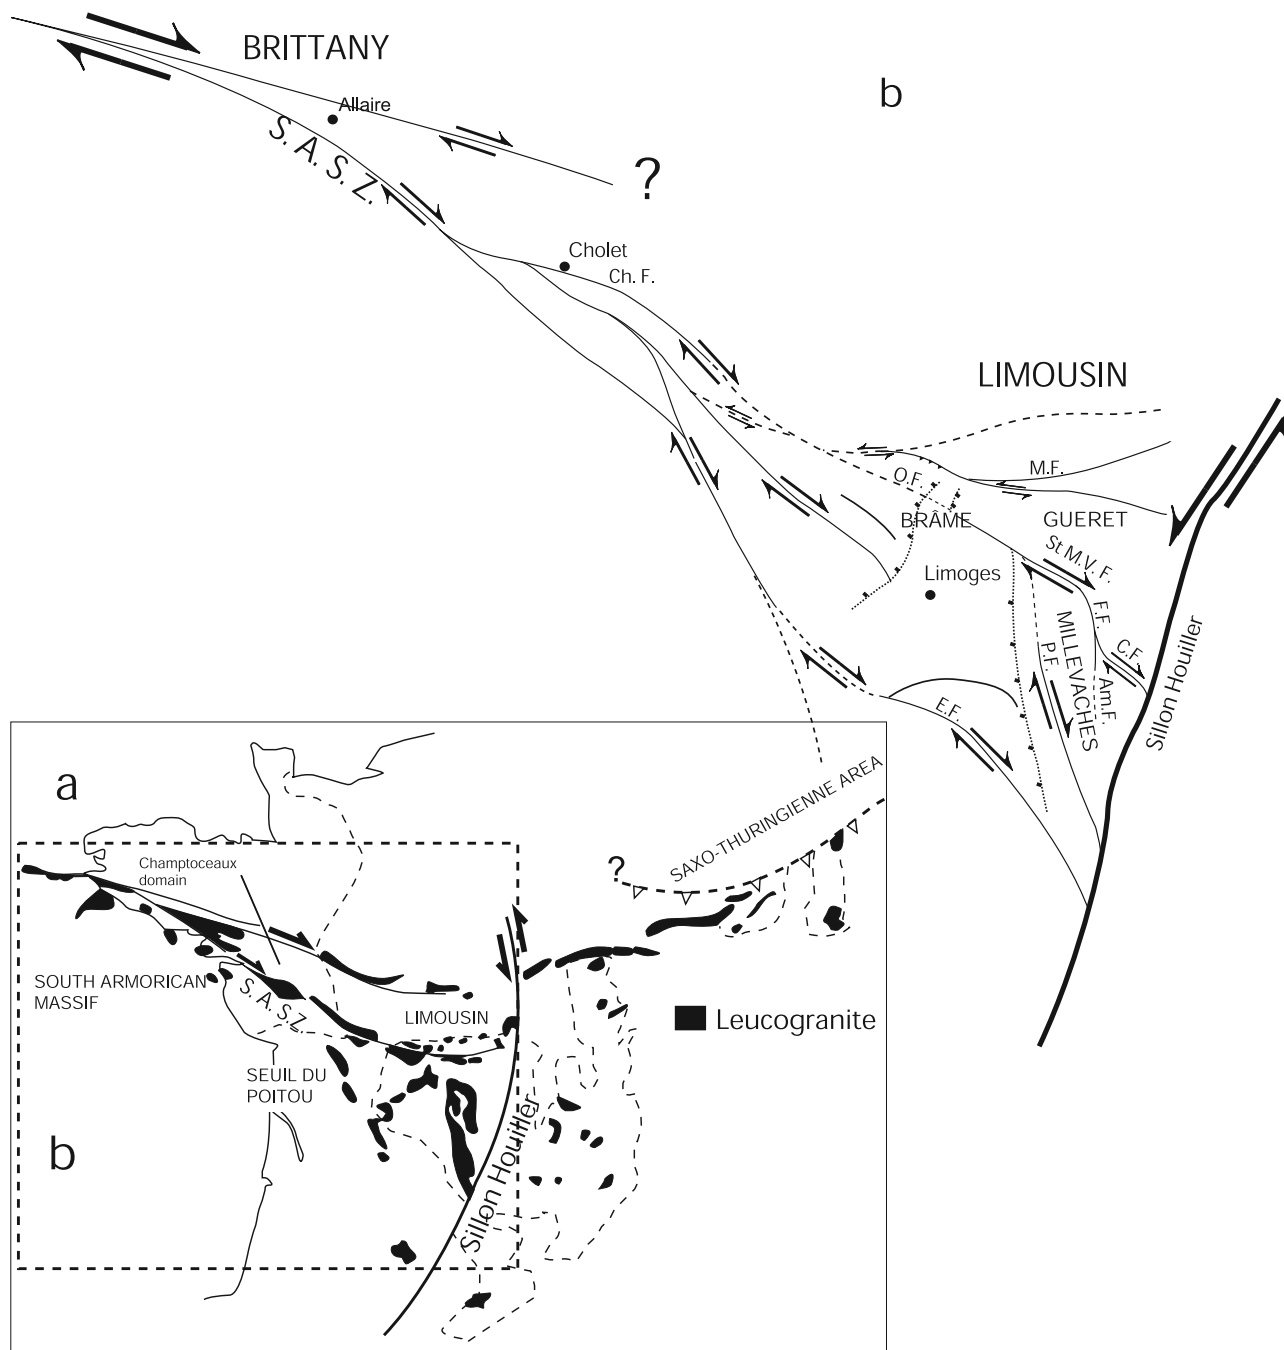 BRITTANY
b
Allaire
S. A. S. Z.
?
Cholet
Ch. F.
LIMOUSIN
M.F.
O.F.
BRÂME
GUERET
St M.V. F.
Limoges
F.F.
C.F.
MILLEVACHES
P.F.
Am.F.
Sillon Houiller
E.F.
a
SAXO-THURINGIENNE AREA
Champtoceaux
domain
?
SOUTH ARMORICAN
MASSIF
S. A. S.Z.
LIMOUSIN
Leucogranite
SEUIL DU
POITOU
Sillon Houiller
b